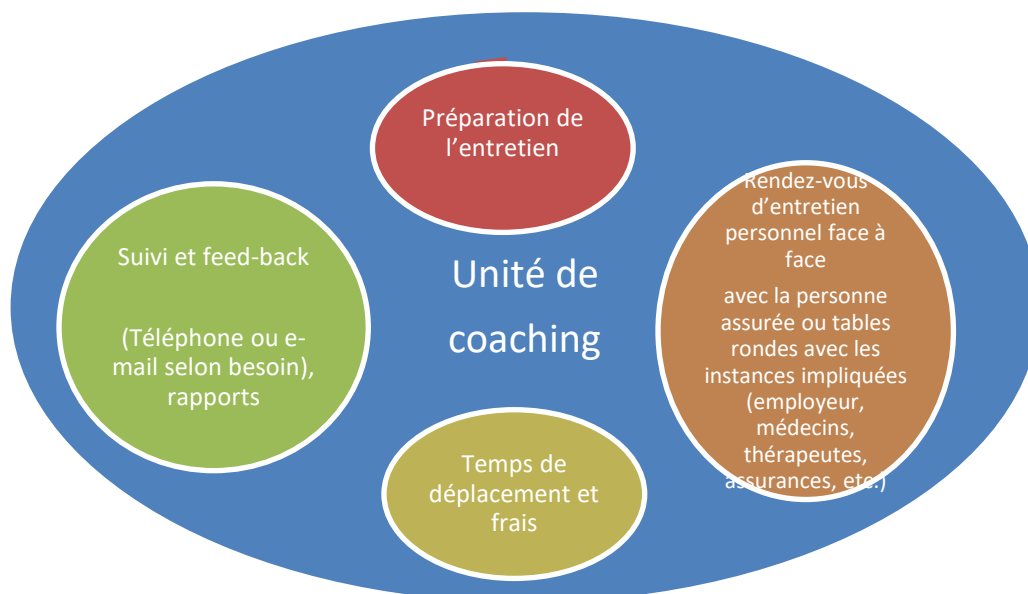 Préparation de
l'entretien
Suivi et feed-back
(Téléphone ou e-
mail selon besoin),
rapports
Unité de
coaching
Rendez-vous
d'entretien
personnel face à
face
avec la personne
assurée ou tables
rondes avec les
instances impliquées
(employeur,
médecins,
thérapeutes,
assurances, etc.)
Temps de
déplacement et
frais